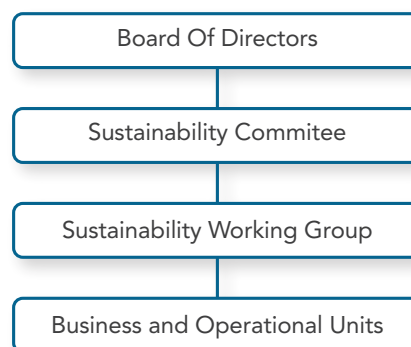 Board Of Directors
Sustainability Commitee
Sustainability Working Group
Business and Operational Units